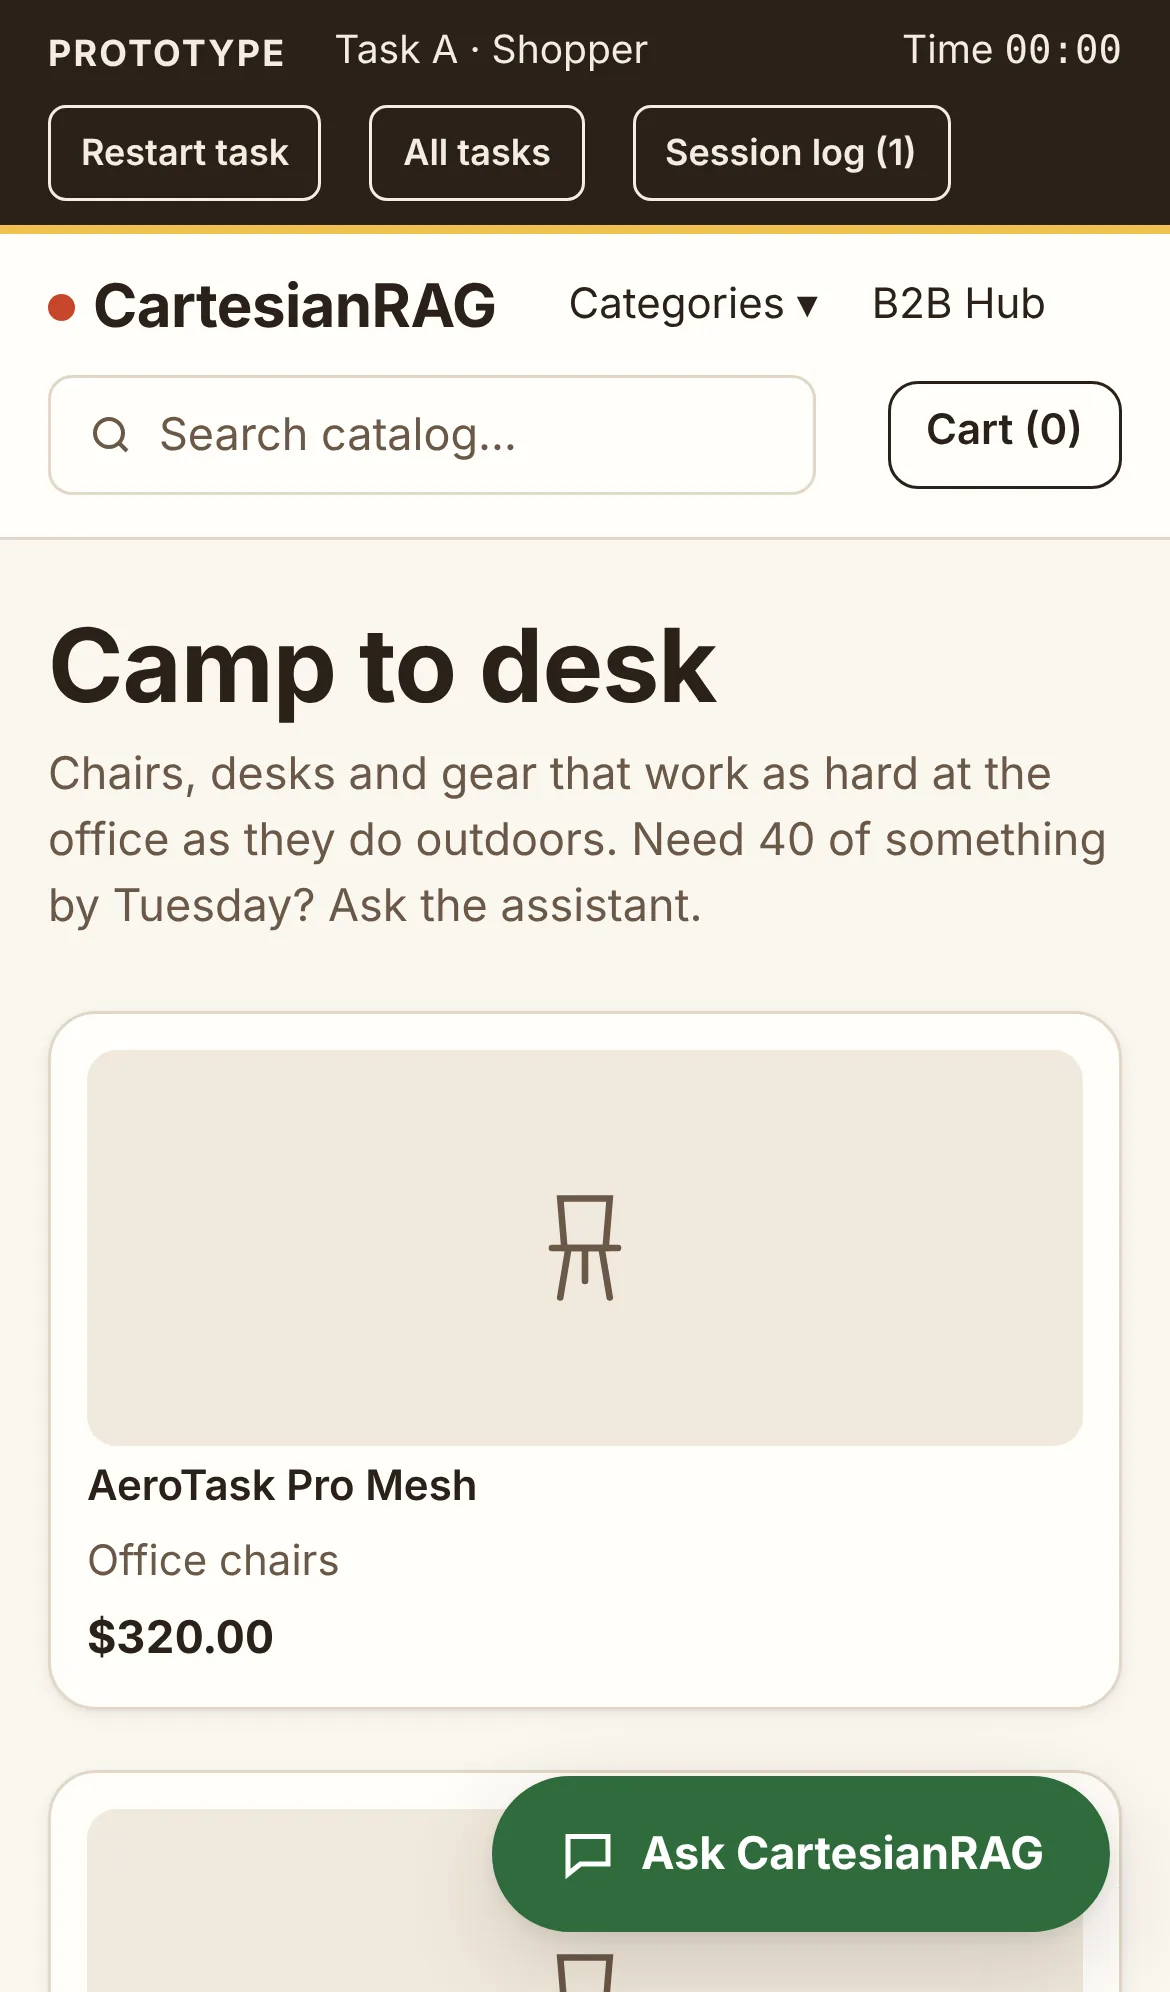 PROTOTYPE Task A · Shopper Time 00:00
Restart task All tasks Session log (1)
CartesianRAG Categories ▾ B2B Hub
Search catalog... Cart (0)
Camp to desk
Chairs, desks and gear that work as hard at the
office as they do outdoors. Need 40 of something
by Tuesday? Ask the assistant.
AeroTask Pro Mesh
Office chairs
$320.00
Ask CartesianRAG